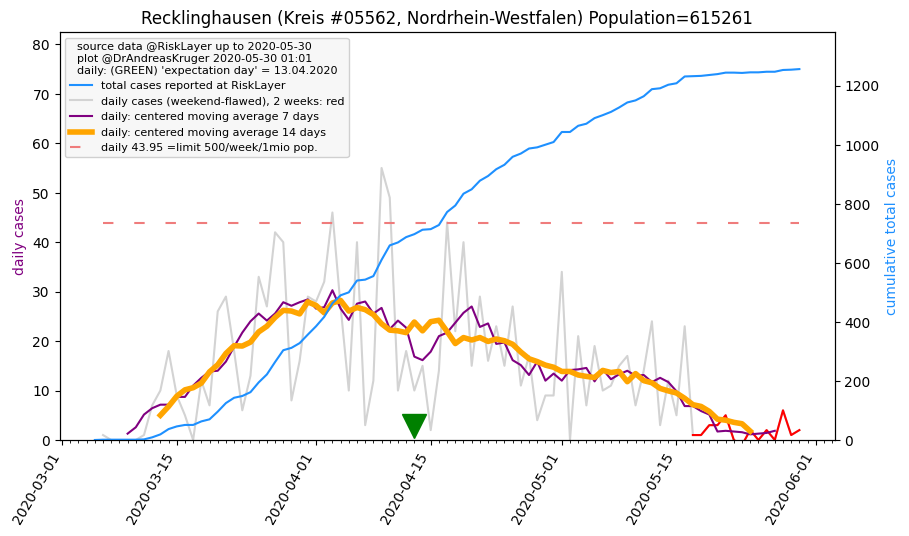 Recklinghausen (Kreis #05562, Nordrhein-Westfalen) Population=615261
source data @RiskLayer up to 2020-05-30
plot @DrAndreasKruger 2020-05-30 01:01
daily: (GREEN) 'expectation day' = 13.04.2020
total cases reported at RiskLayer
daily cases (weekend-flawed), 2 weeks: red
daily: centered moving average 7 days
daily: centered moving average 14 days
daily 43.95 =limit 500/week/1mio pop.
daily cases
80
70
60
50
40
30
20
10
0
cumulative total cases
1200
1000
800
600
400
200
0
2020-03-01
2020-03-15
2020-04-01
2020-04-15
2020-05-01
2020-05-15
2020-06-01